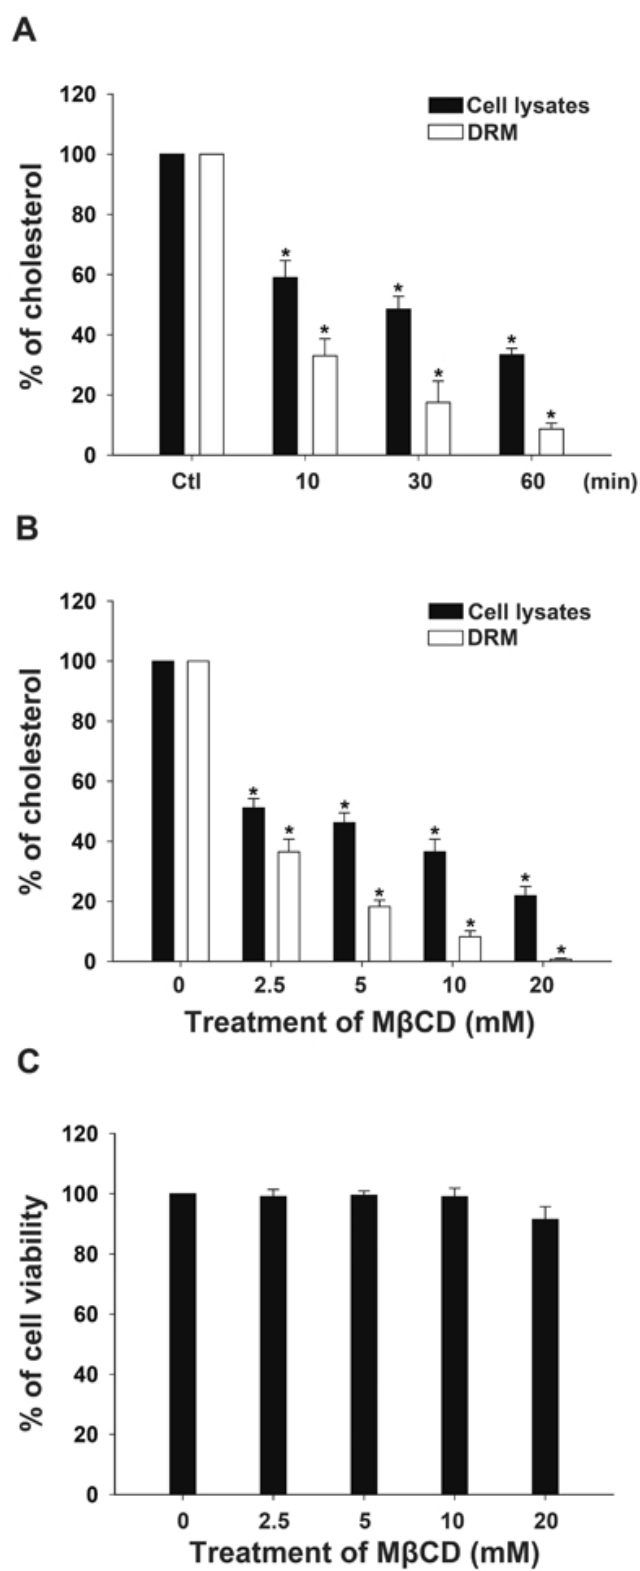 A
120
100
80
60
40
20
0
% of cholesterol
Cell lysates
DRM
* * * * * *
Ctl 10 30 60 (min)
B
120
100
80
60
40
20
0
% of cholesterol
Cell lysates
DRM
* * * * * * * *
0 2.5 5 10 20
Treatment of MβCD (mM)
C
120
100
80
60
40
20
0
% of cell viability
0 2.5 5 10 20
Treatment of MβCD (mM)